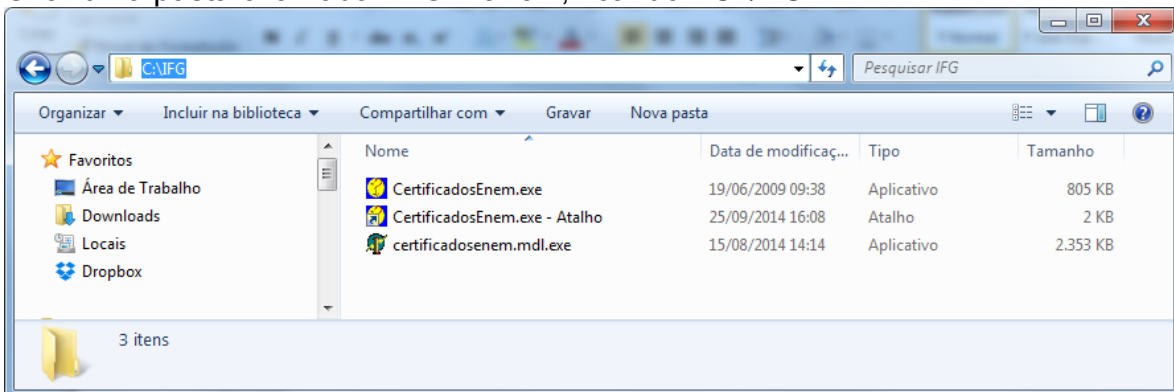 C:\IFG
Pesquisar IFG
Organizar
Incluir na biblioteca
Compartilhar com
Gravar
Nova pasta
Favoritos
Área de Trabalho
Downloads
Locais
Dropbox
Nome Data de modificaç... Tipo Tamanho
CertificadosEnem.exe 19/06/2009 09:38 Aplicativo 805 KB
CertificadosEnem.exe - Atalho 25/09/2014 16:08 Atalho 2 KB
certificadosenem.mdl.exe 15/08/2014 14:14 Aplicativo 2.353 KB
3 itens